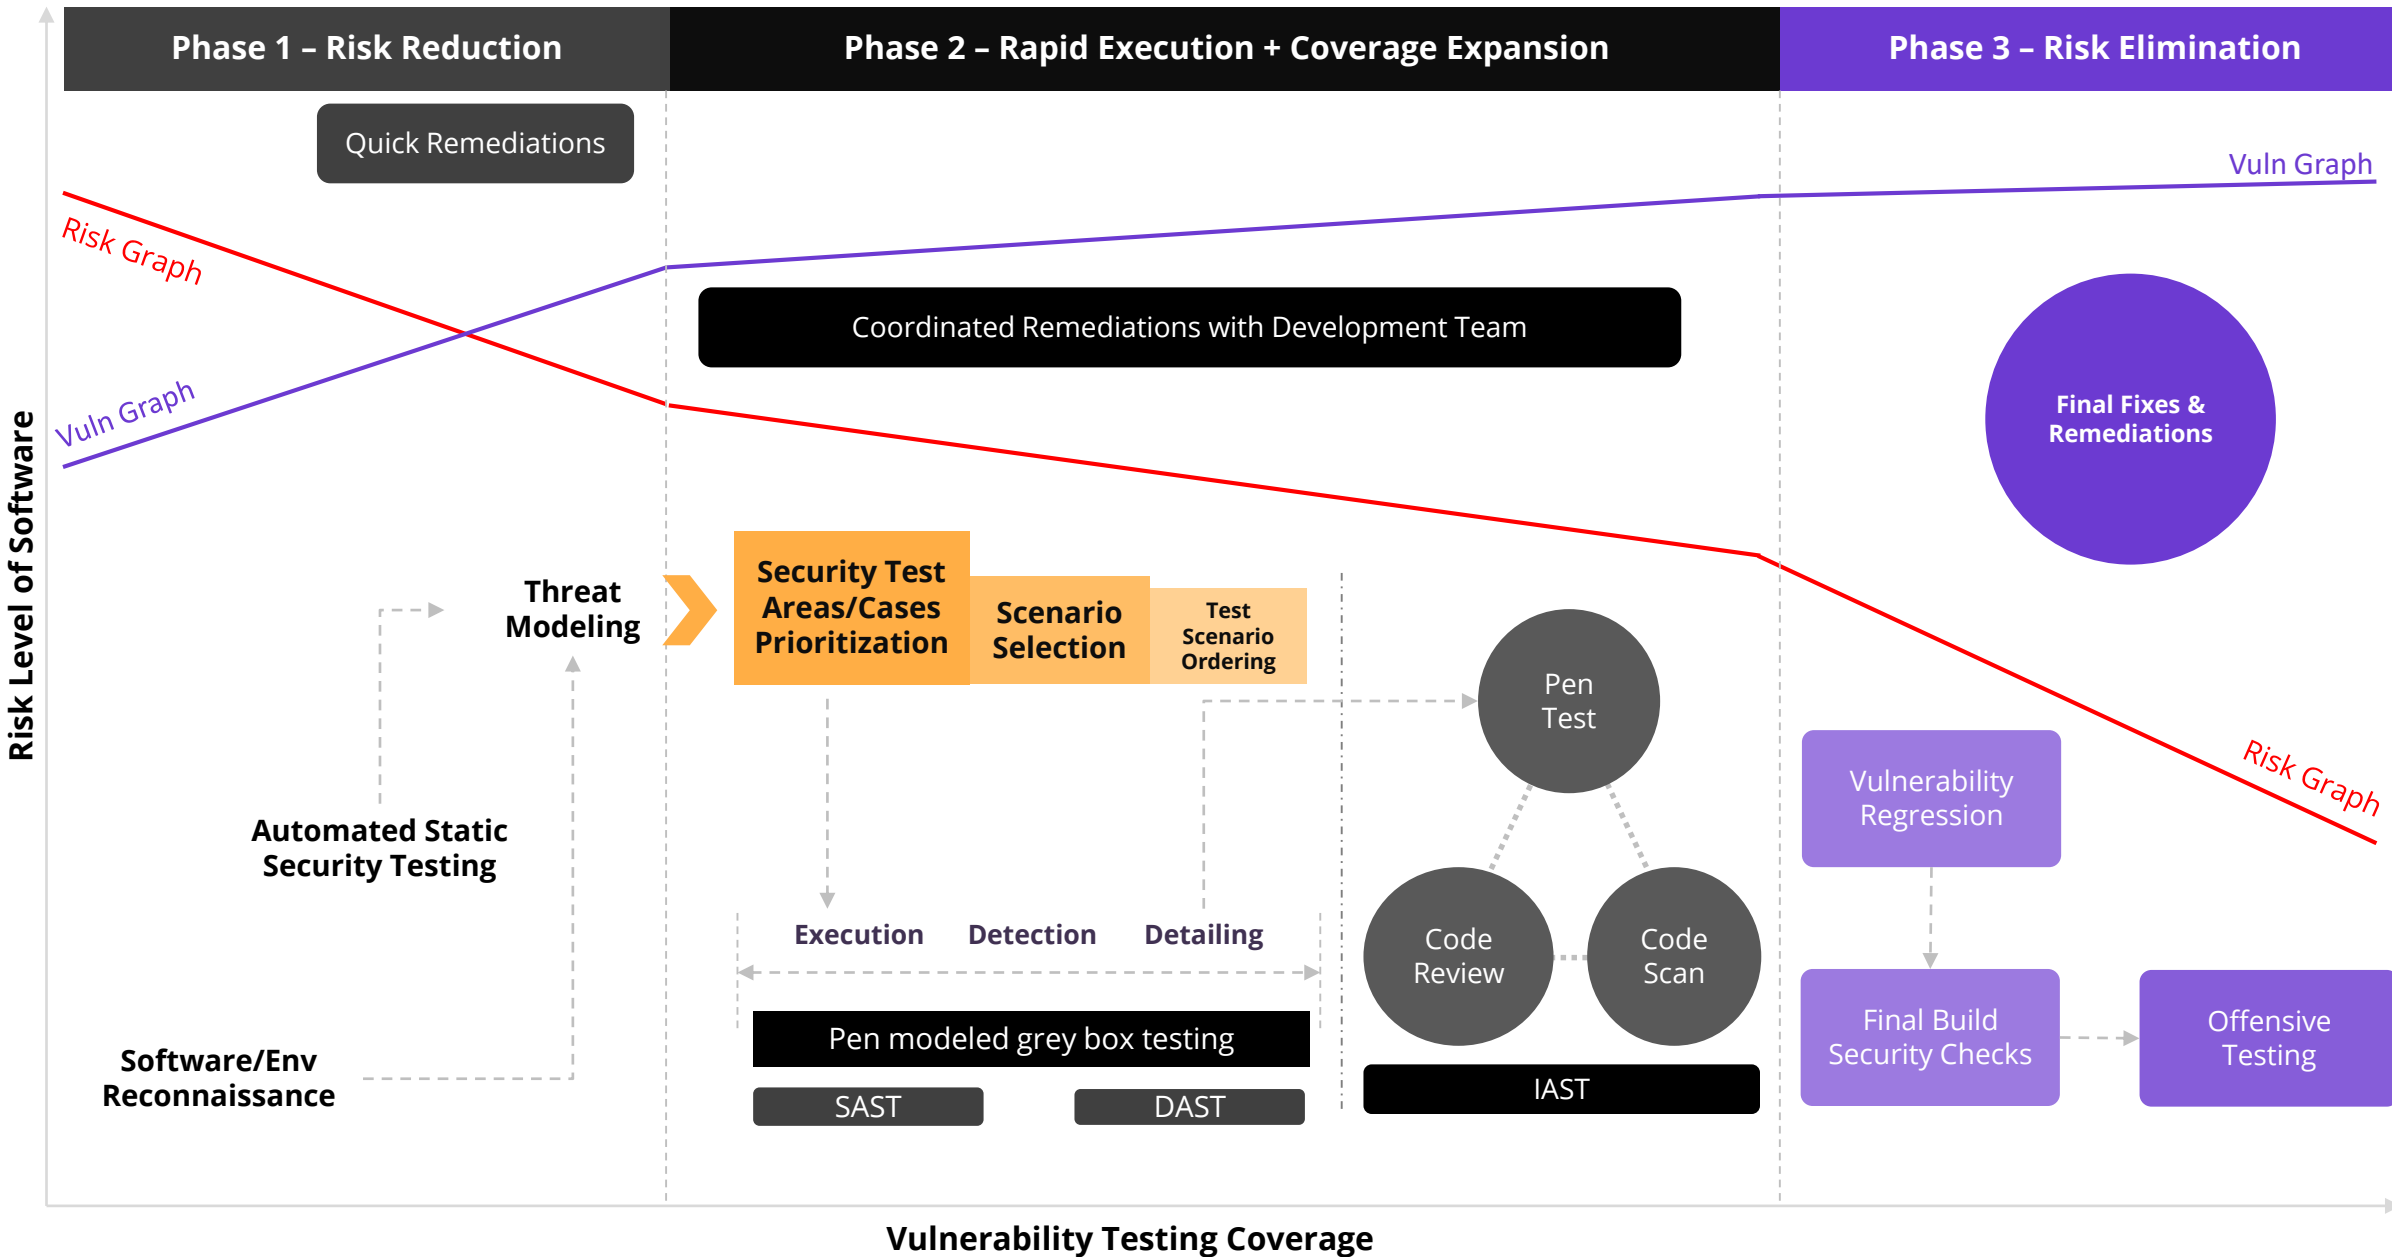 Phase 1 – Risk Reduction
Phase 2 – Rapid Execution + Coverage Expansion
Phase 3 – Risk Elimination
Quick Remediations
Vuln Graph
Risk Graph
Coordinated Remediations with Development Team
Vuln Graph
Final Fixes &
Remediations
Risk Level of Software
Threat
Modeling
Security Test
Areas/Cases
Prioritization
Scenario
Selection
Test
Scenario
Ordering
Pen
Test
Automated Static
Security Testing
Vulnerability
Regression
Risk Graph
Execution
Detection
Detailing
Code
Review
Code
Scan
Software/Env
Reconnaissance
Pen modeled grey box testing
SAST
DAST
IAST
Final Build
Security Checks
Offensive
Testing
Vulnerability Testing Coverage